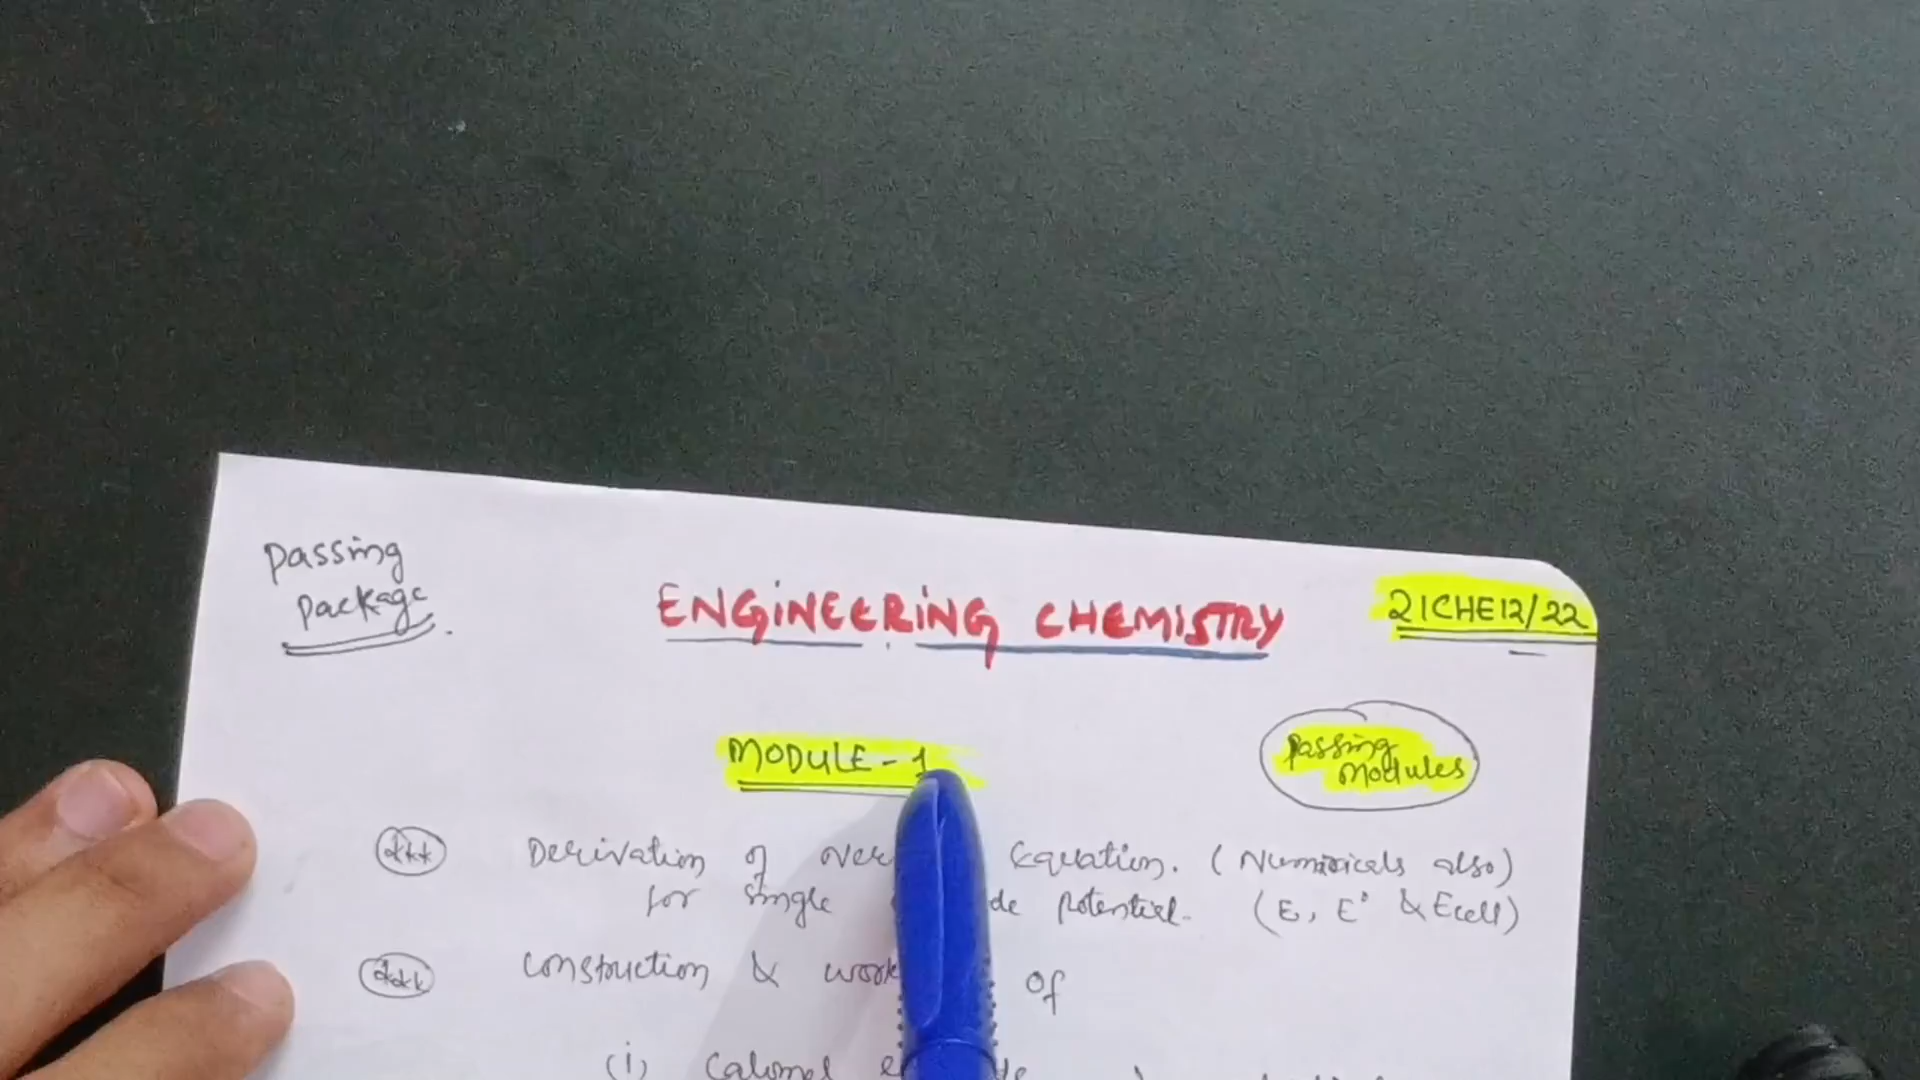 Passing
Package
ENGINEERING CHEMISTRY
21CHE12/22
MODULE-1
Passing
Modules
*** Derivation of Equation. (Numericals also)
for single potential. (E, E° & Ecell)
*** Construction & of
(i) Calomel